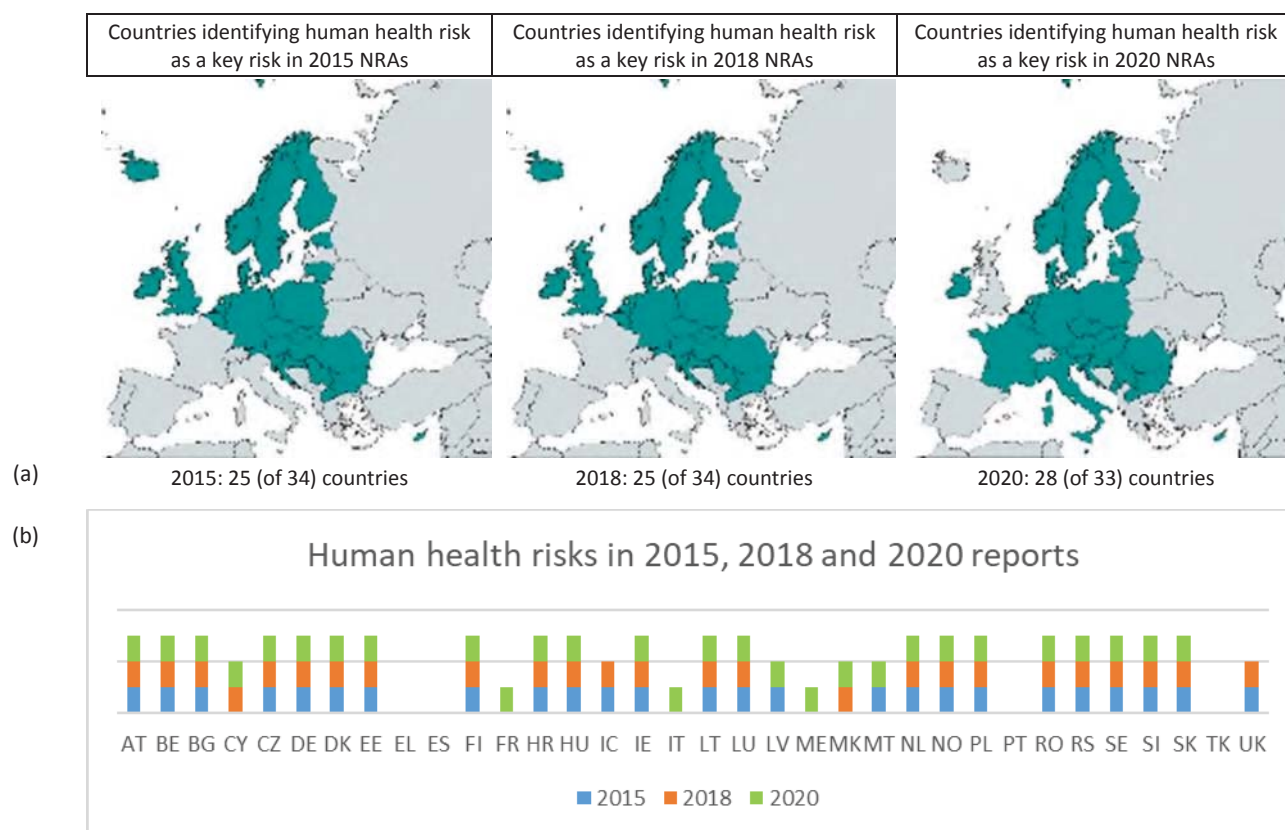 Countries identifying human health risk
as a key risk in 2015 NRAs
Countries identifying human health risk
as a key risk in 2018 NRAs
Countries identifying human health risk
as a key risk in 2020 NRAs
(a)
2015: 25 (of 34) countries
2018: 25 (of 34) countries
2020: 28 (of 33) countries
(b)
Human health risks in 2015, 2018 and 2020 reports
AT BE BG CY CZ DE DK EE EL ES FI FR HR HU IC IE IT LT LU LV ME MK MT NL NO PL PT RO RS SE SI SK TK UK
2015 2018 2020